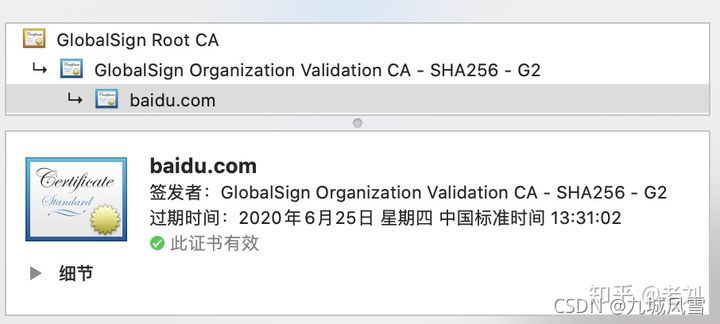 GlobalSign Root CA
GlobalSign Organization Validation CA - SHA256 - G2
baidu.com
baidu.com
Certificate
Standard
签发者：GlobalSign Organization Validation CA - SHA256 - G2
过期时间：2020年6月25日 星期四 中国标准时间 13:31:02
此证书有效
细节
知乎 @老刘
CSDN @九城风雪